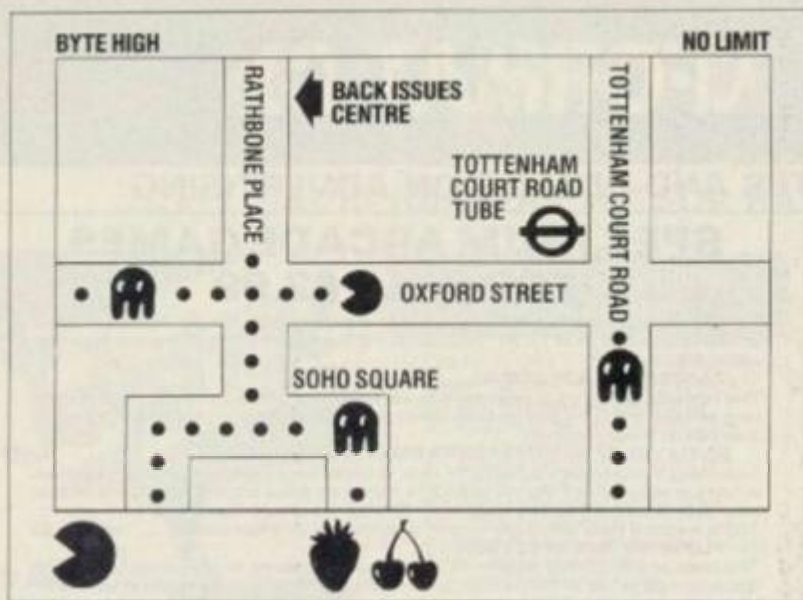 BYTE HIGH
NO LIMIT
RATHBONE PLACE
BACK ISSUES
CENTRE
TOTTENHAM
COURT ROAD
TUBE
TOTTENHAM COURT ROAD
OXFORD STREET
SOHO SQUARE